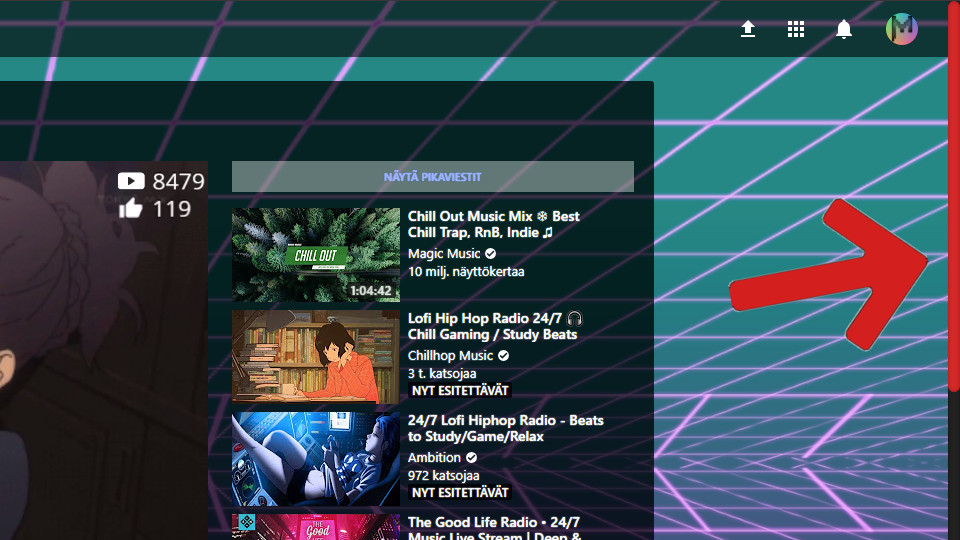 8479
119
NÄYTÄ PIKAVIESTIT
Chill Out Music Mix ❄ Best
Chill Trap, RnB, Indie ♫
Magic Music
10 milj. näyttökertaa
CHILL OUT
1:04:42
Lofi Hip Hop Radio 24/7 🎧
Chill Gaming / Study Beats
Chillhop Music
3 t. katsojaa
NYT ESITETTÄVÄT
24/7 Lofi Hiphop Radio - Beats
to Study/Game/Relax
Ambition
972 katsojaa
NYT ESITETTÄVÄT
The Good Life Radio • 24/7
Music Live Stream | Deep &
THE
Good